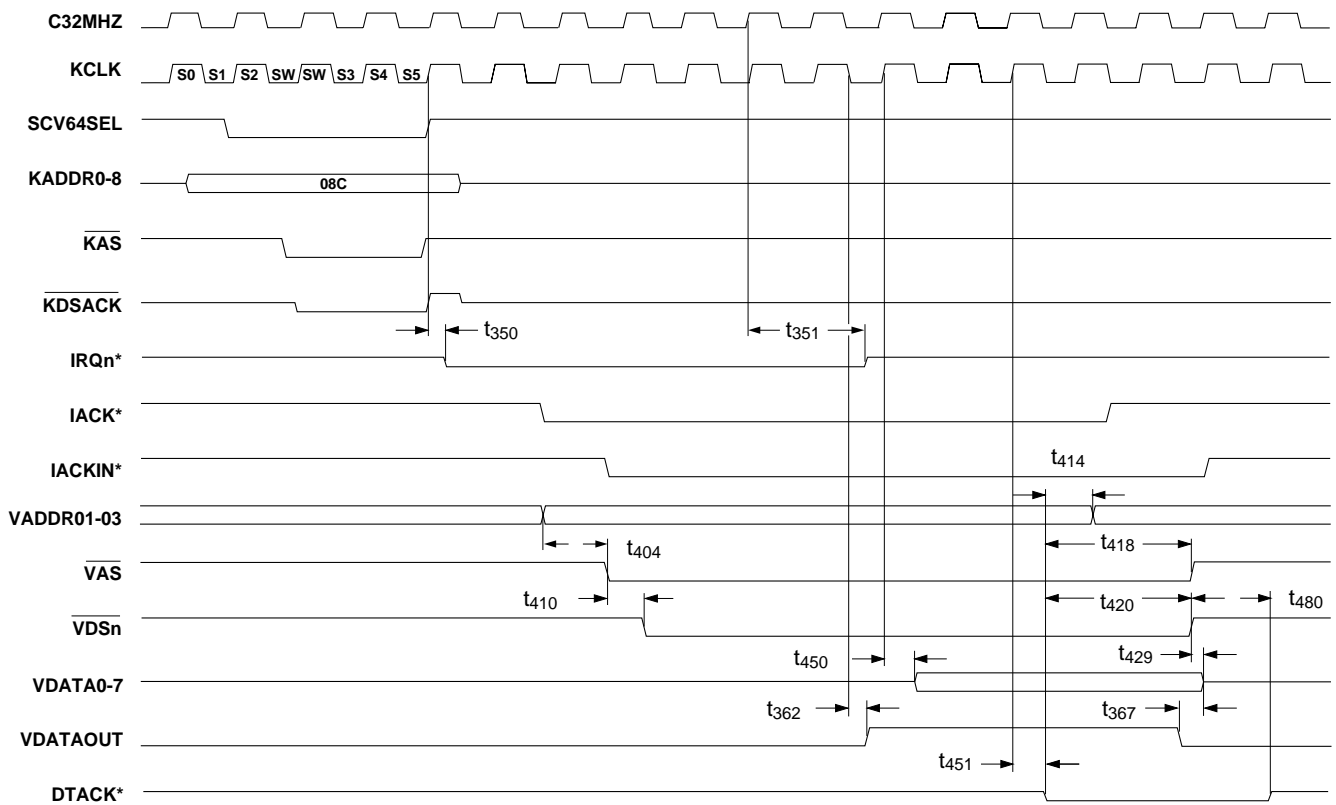 C32MHZ
KCLK
S0 S1 S2 SW SW S3 S4 S5
SCV64SEL
KADDR0-8
08C
KAS
KDSACK
t350
t351
IRQn*
IACK*
IACKIN*
t414
VADDR01-03
t404
t418
VAS
t410
t420
t480
VDSn
t450
t429
VDATA0-7
t362
t367
VDATAOUT
t451
DTACK*